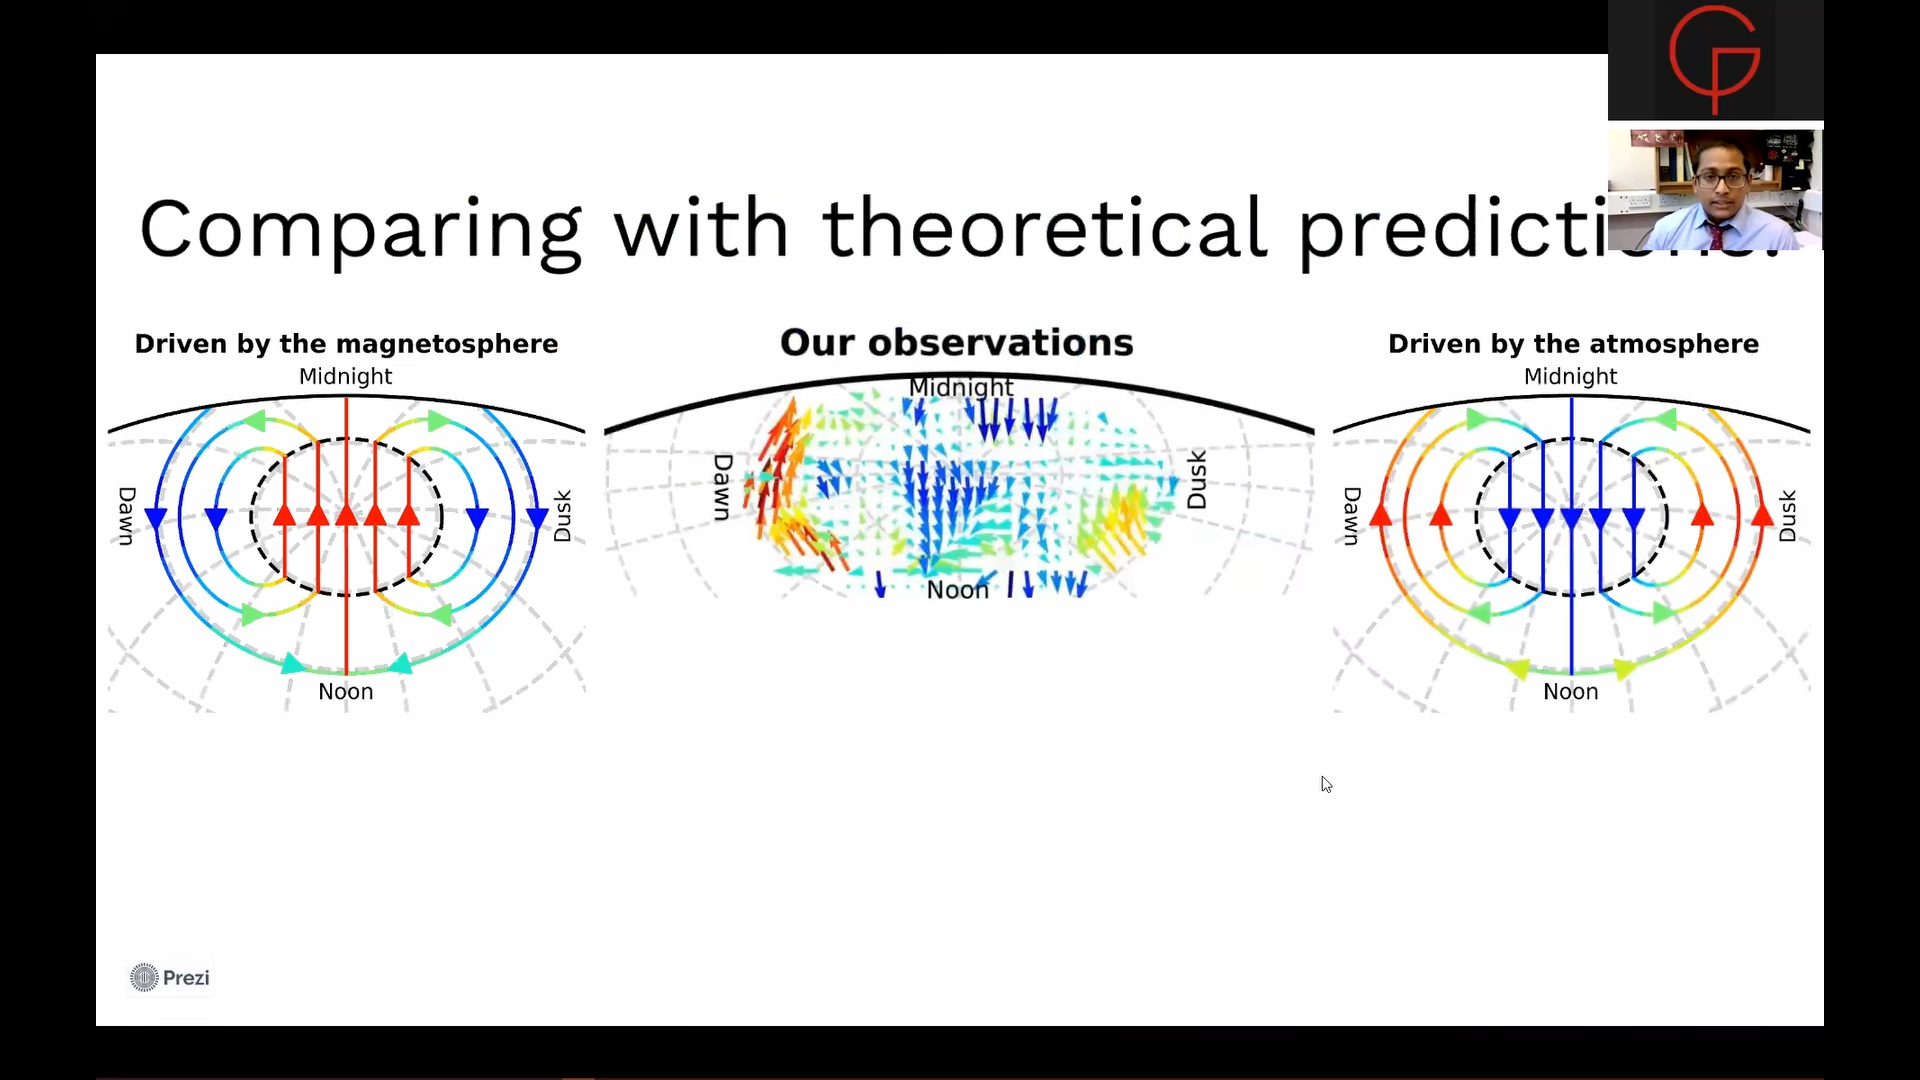 Comparing with theoretical predictions.
Driven by the magnetosphere
Midnight
Dawn
Dusk
Noon
Our observations
Midnight
Dawn
Dusk
Noon
Driven by the atmosphere
Midnight
Dawn
Dusk
Noon
Prezi